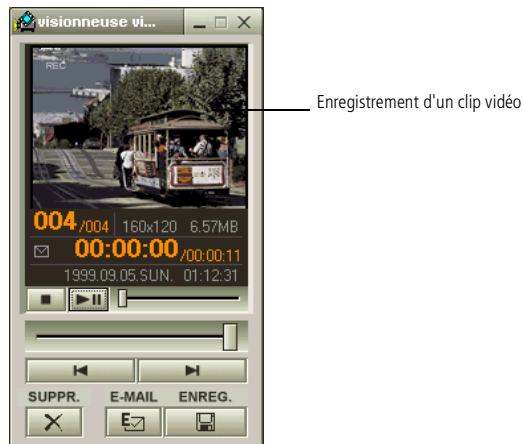 visionneuse vi...
REC
Enregistrement d'un clip vidéo
004/004 160x120 6.57MB
00:00:00/00:00:11
1999.09.05.SUN. 01:12:31
SUPPR. E-MAIL ENREG.
E